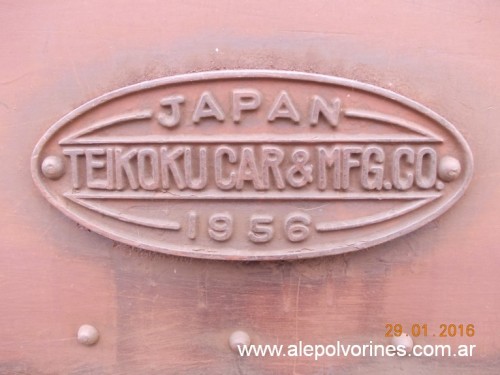 JAPAN
TEIKOKU CAR & MFG.CO.
1956
29.01.2016
www.alepolvorines.com.ar